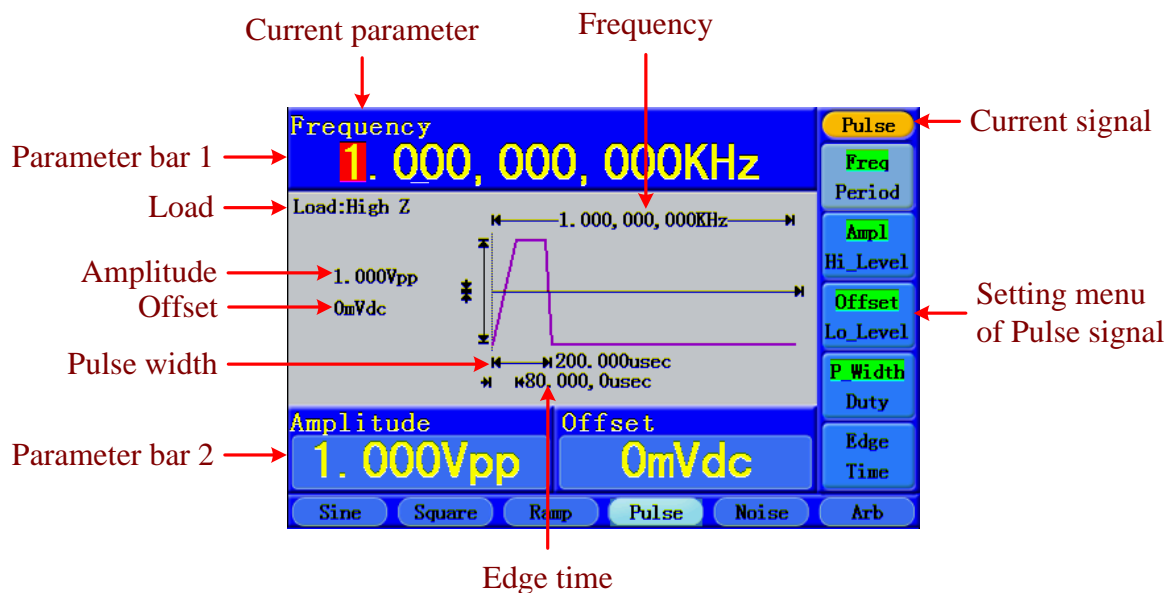 Current parameter
Frequency
Frequency
1.000,000,000KHz
Parameter bar 1
Pulse
Current signal
Freq
Period
Load
Load:High Z
1.000,000,000KHz
Ampl
Hi_Level
Amplitude
1.000Vpp
Offset
0mVdc
Offset
Lo_Level
Setting menu
of Pulse signal
Pulse width
200.000usec
80.000,0usec
P_Width
Duty
Amplitude
Offset
Parameter bar 2
1.000Vpp
0mVdc
Edge
Time
Sine
Square
Ramp
Pulse
Noise
Arb
Edge time